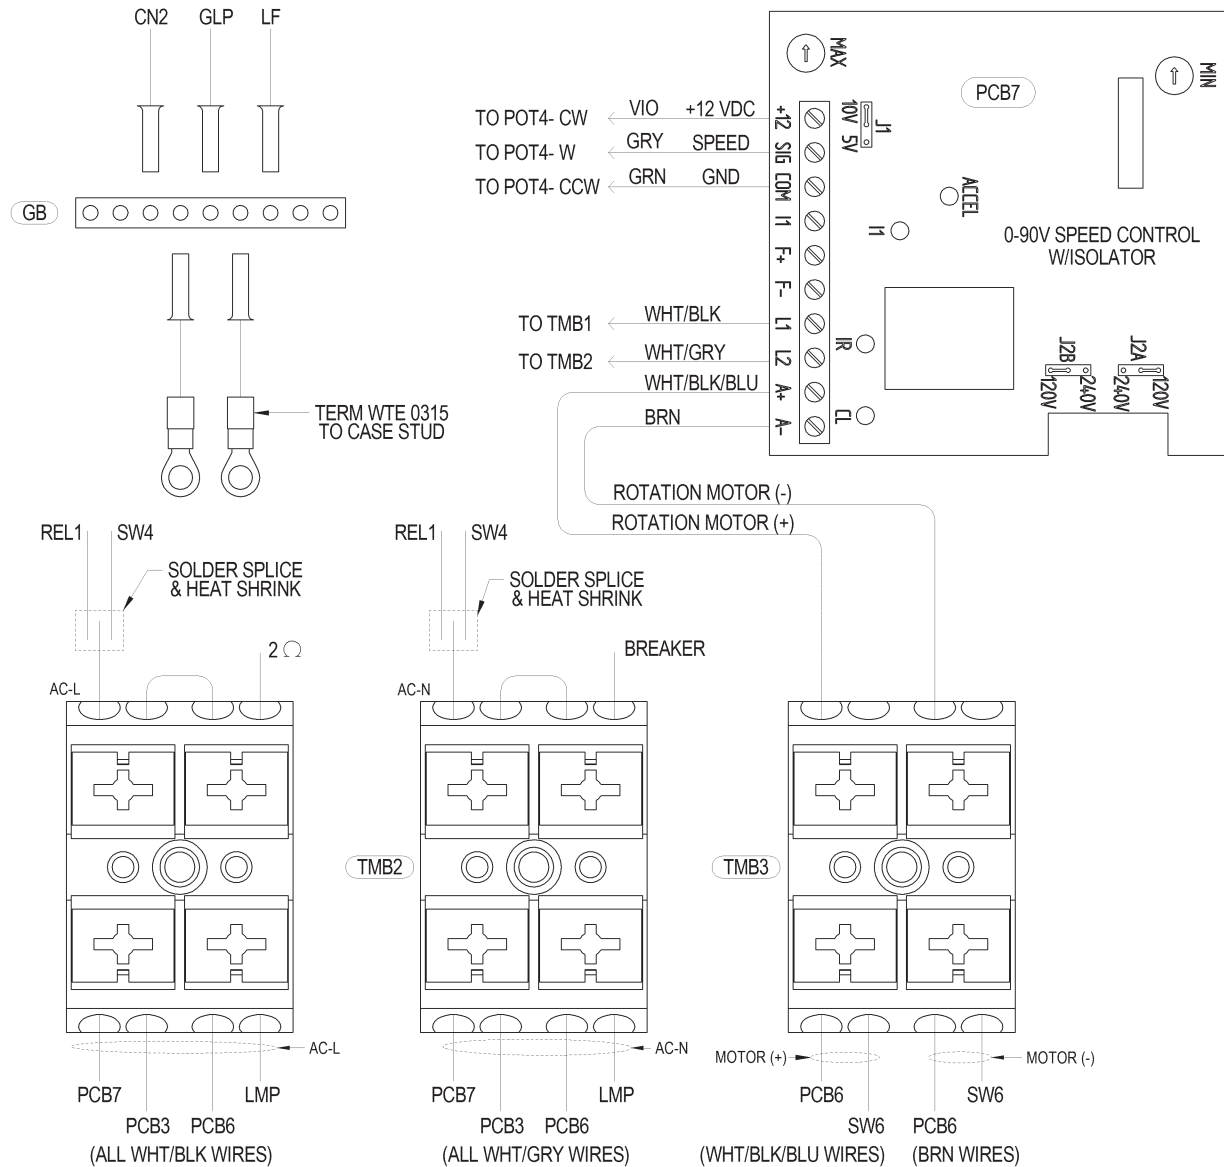 CN2
GLP
LF
GB
TERM WTE 0315
TO CASE STUD
MAX
MIN
PCB7
TO POT4- CW
VIO
+12 VDC
+12
10V
5V
J1
TO POT4- W
GRY
SPEED
SIG
TO POT4- CCW
GRN
GND
COM
ACCEL
I1
I1
0-90V SPEED CONTROL
W/ISOLATOR
F+
F-
TO TMB1
WHT/BLK
L1
IR
TO TMB2
WHT/GRY
L2
J2B
J2A
120V
240V
240V
120V
WHT/BLK/BLU
A+
BRN
A-
CL
ROTATION MOTOR (-)
ROTATION MOTOR (+)
REL1
SW4
SOLDER SPLICE
& HEAT SHRINK
2 Ω
AC-L
REL1
SW4
SOLDER SPLICE
& HEAT SHRINK
BREAKER
AC-N
TMB2
TMB3
AC-L
PCB7
LMP
PCB3
PCB6
(ALL WHT/BLK WIRES)
AC-N
PCB7
LMP
PCB3
PCB6
(ALL WHT/GRY WIRES)
MOTOR (+)
MOTOR (-)
PCB6
SW6
SW6
PCB6
(WHT/BLK/BLU WIRES)
(BRN WIRES)